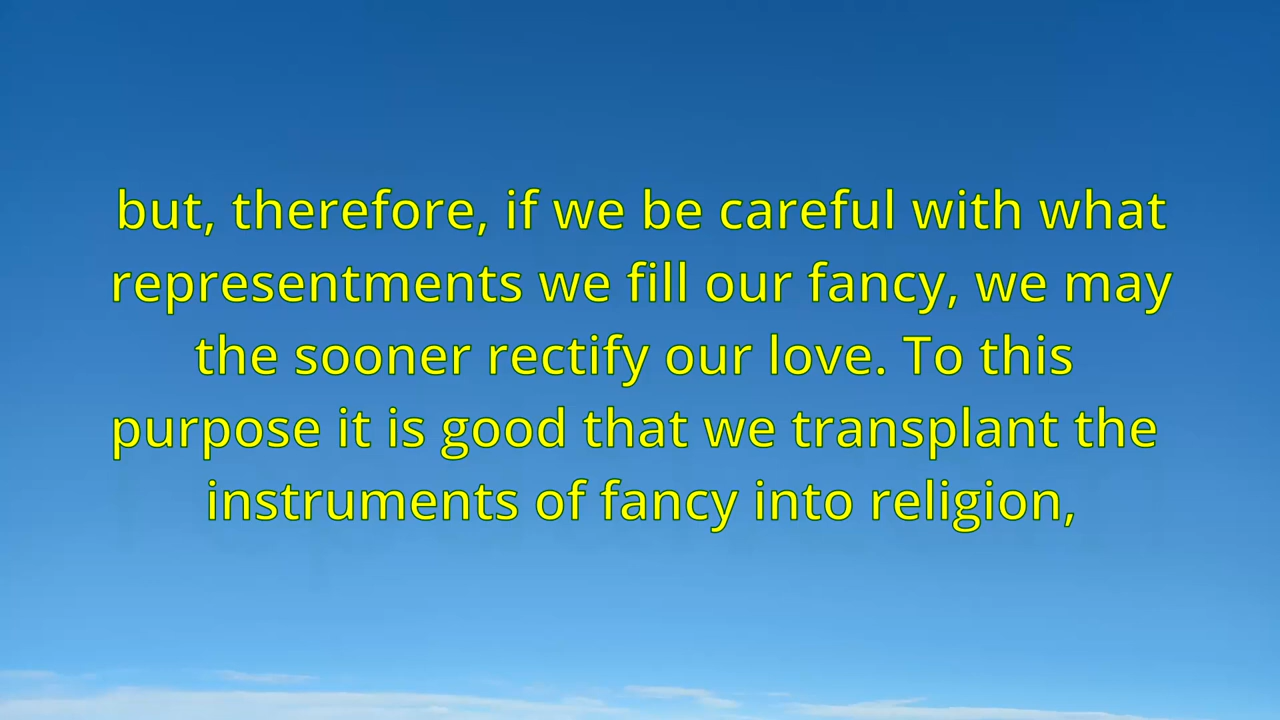 but, therefore, if we be careful with what
representments we fill our fancy, we may
the sooner rectify our love. To this
purpose it is good that we transplant the
instruments of fancy into religion,